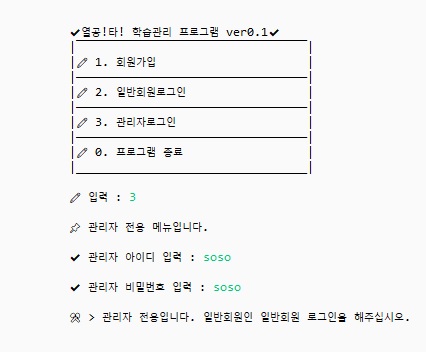 ✔열공!타! 학습관리 프로그램 ver0.1✔
1. 회원가입
2. 일반회원로그인
3. 관리자로그인
0. 프로그램 종료
입력 : 3
관리자 전용 메뉴입니다.
✔ 관리자 아이디 입력 : soso
✔ 관리자 비밀번호 입력 : soso
> 관리자 전용입니다. 일반회원인 일반회원 로그인을 해주십시오.